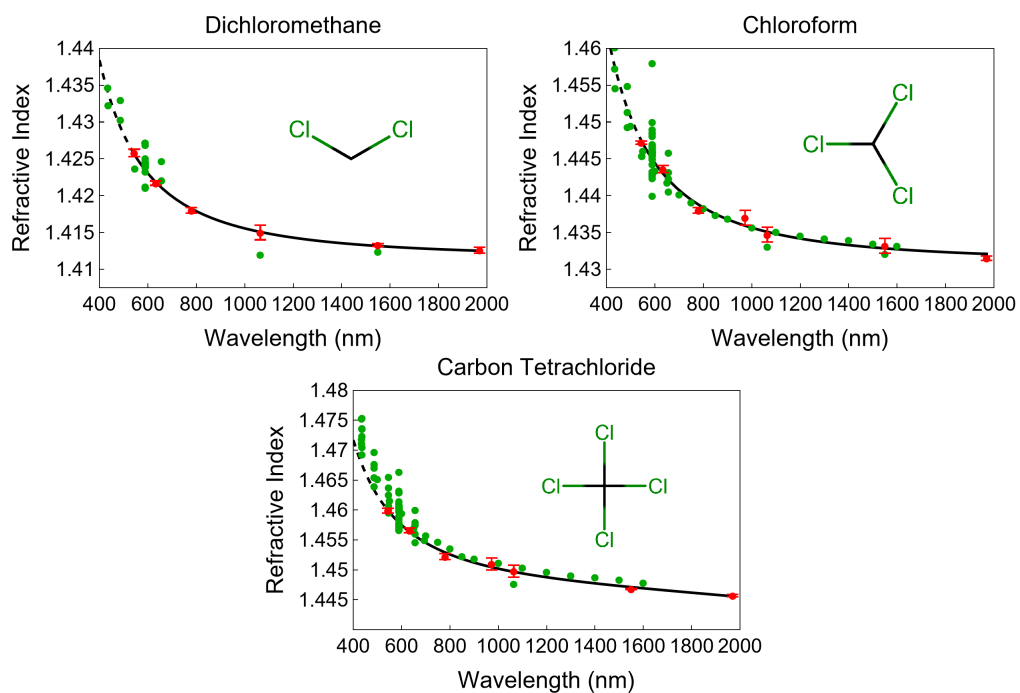 Dichloromethane
Refractive Index
1.44
1.435
1.43
1.425
1.42
1.415
1.41
Cl
Cl
400 600 800 1000 1200 1400 1600 1800 2000
Wavelength (nm)
Chloroform
Refractive Index
1.46
1.455
1.45
1.445
1.44
1.435
1.43
Cl
Cl
Cl
400 600 800 1000 1200 1400 1600 1800 2000
Wavelength (nm)
Carbon Tetrachloride
Refractive Index
1.48
1.475
1.47
1.465
1.46
1.455
1.45
1.445
Cl
Cl
Cl
Cl
400 600 800 1000 1200 1400 1600 1800 2000
Wavelength (nm)